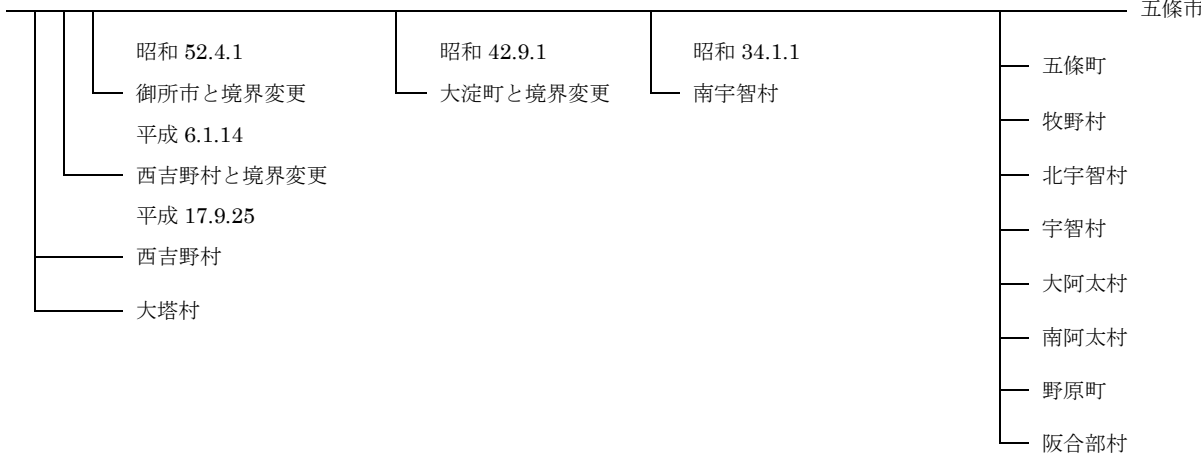 五條市
昭和 52.4.1
御所市と境界変更
平成 6.1.14
西吉野村と境界変更
平成 17.9.25
西吉野村
大塔村
昭和 42.9.1
大淀町と境界変更
昭和 34.1.1
南宇智村
五條町
牧野村
北宇智村
宇智村
大阿太村
南阿太村
野原町
阪合部村